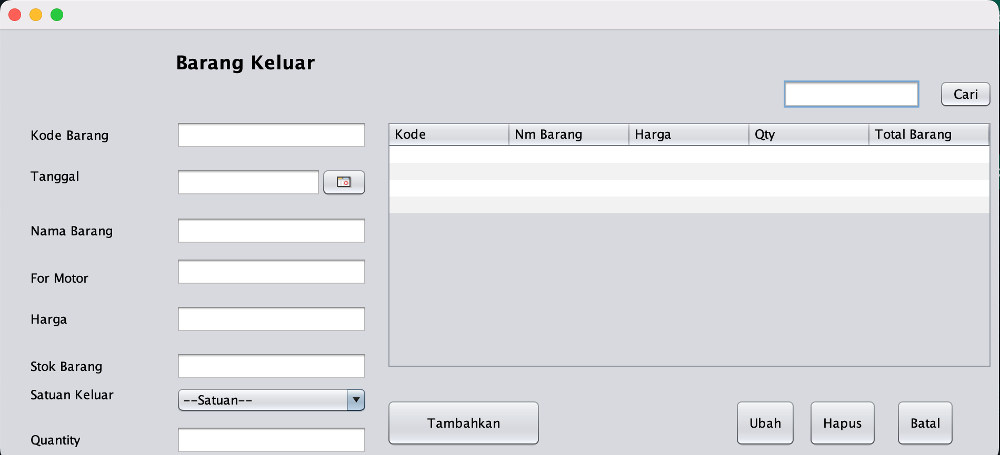 Barang Keluar
Cari
Kode Barang
Tanggal
Nama Barang
For Motor
Harga
Stok Barang
Satuan Keluar
--Satuan--
Quantity
Kode Nm Barang Harga Qty Total Barang
Tambahkan
Ubah
Hapus
Batal